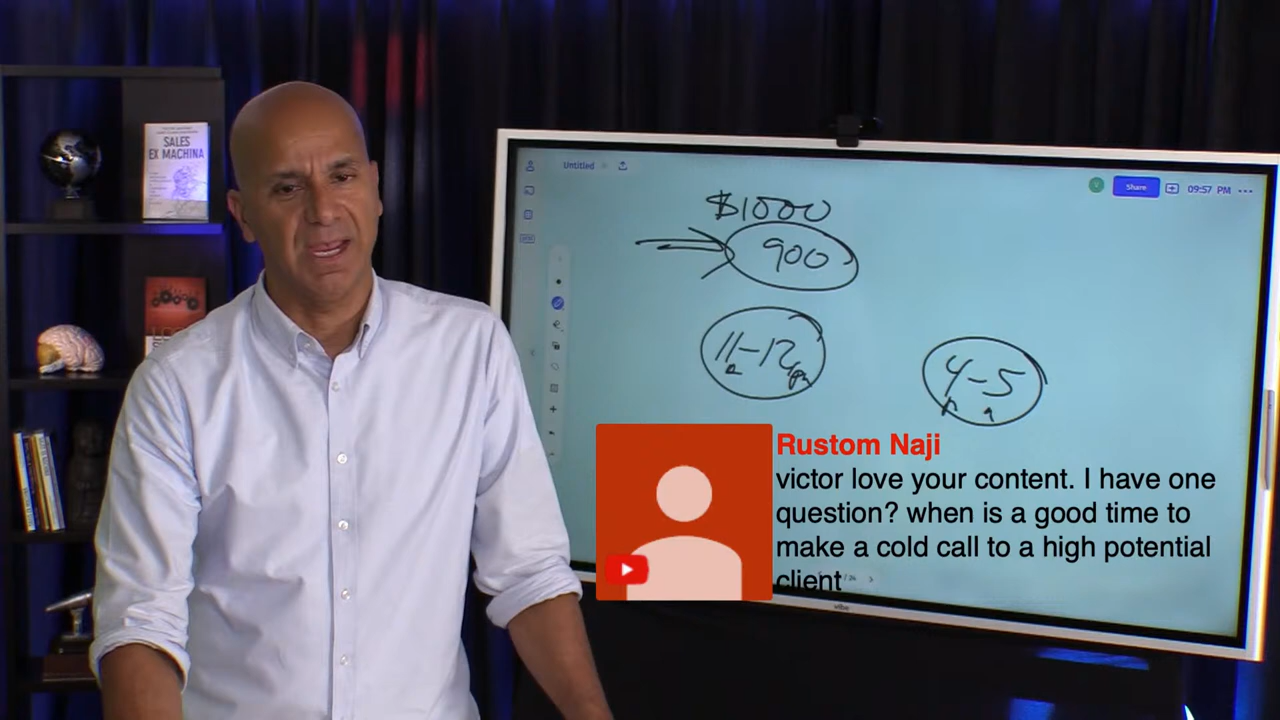 SALES
EX MACHINA
Untitled
Share
09:57 PM
$1000
900
11-12
4-5
Rustom Naji
victor love your content. I have one
question? when is a good time to
make a cold call to a high potential
client
vibe